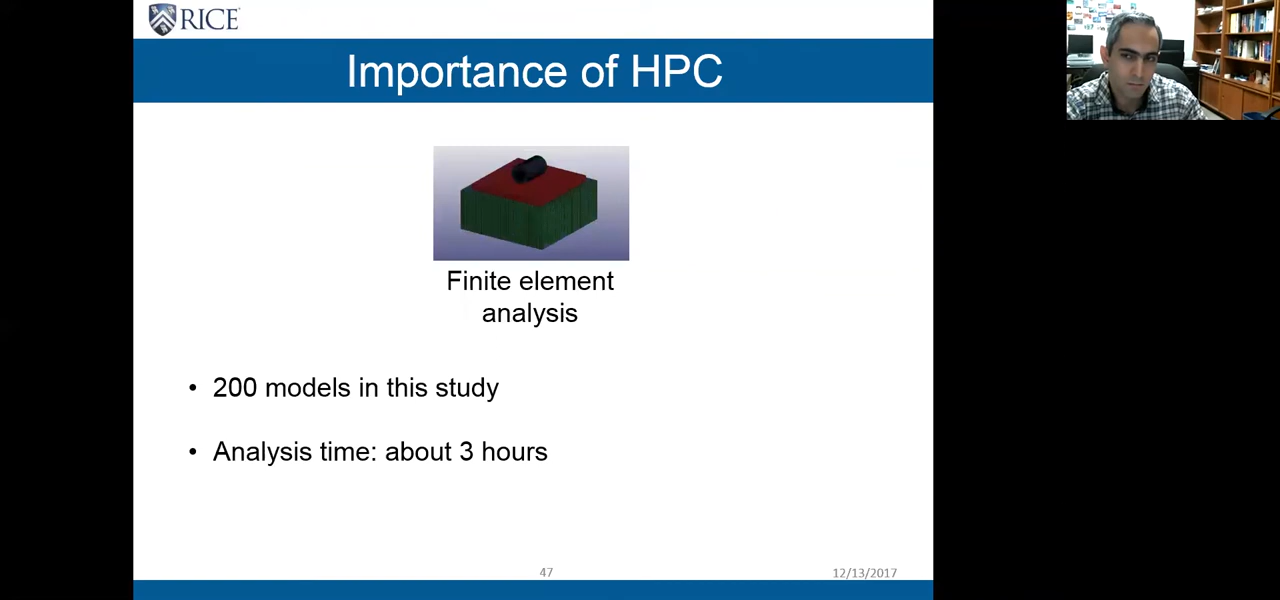 RICE
Importance of HPC
Finite element
analysis
• 200 models in this study
• Analysis time: about 3 hours
47
12/13/2017